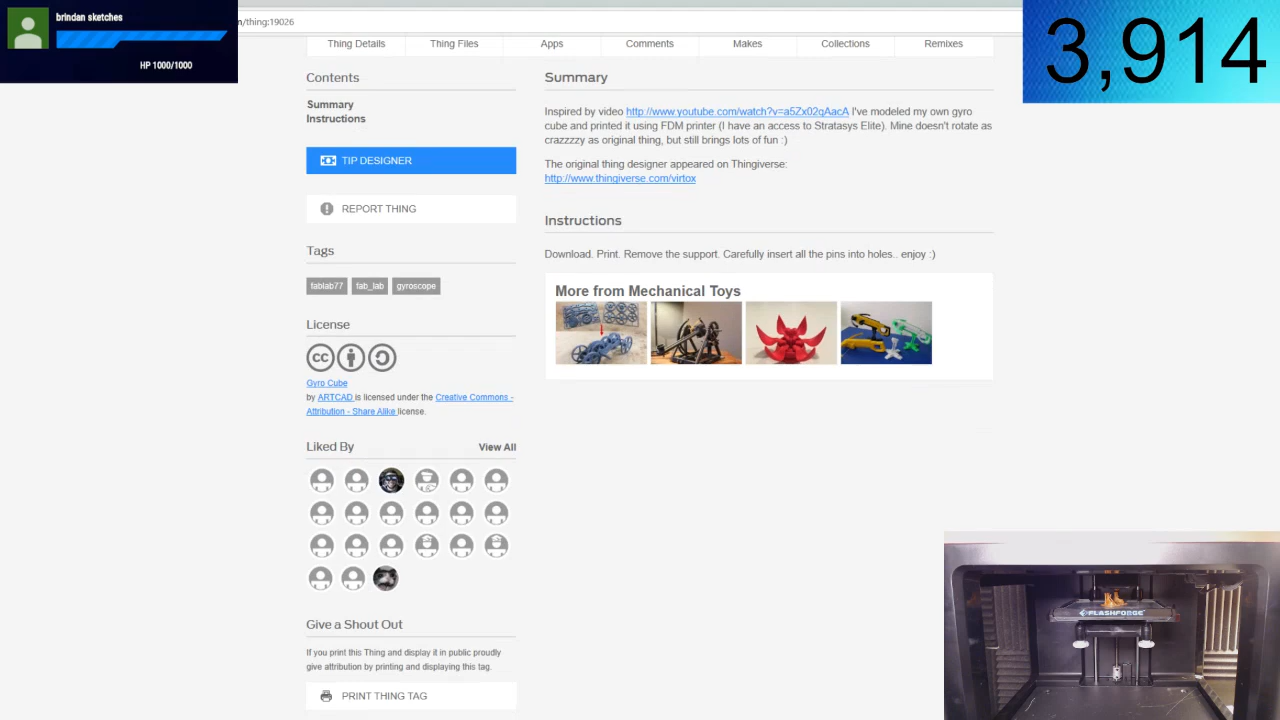 brindan sketches
HP 1000/1000
n/thing:19026
3,914
Thing Details
Thing Files
Apps
Comments
Makes
Collections
Remixes
Contents
Summary
Instructions
TIP DESIGNER
REPORT THING
Tags
fablab77
fab_lab
gyroscope
License
Gyro Cube
by ARTCAD is licensed under the Creative Commons -
Attribution - Share Alike license.
Liked By
View All
Give a Shout Out
If you print this Thing and display it in public proudly
give attribution by printing and displaying this tag.
PRINT THING TAG
Summary
Inspired by video http://www.youtube.com/watch?v=a5Zx02qAacA I've modeled my own gyro
cube and printed it using FDM printer (I have an access to Stratasys Elite). Mine doesn't rotate as
crazzzzy as original thing, but still brings lots of fun :)
The original thing designer appeared on Thingiverse:
http://www.thingiverse.com/virtox
Instructions
Download. Print. Remove the support. Carefully insert all the pins into holes.. enjoy :)
More from Mechanical Toys
FLASHFORGE